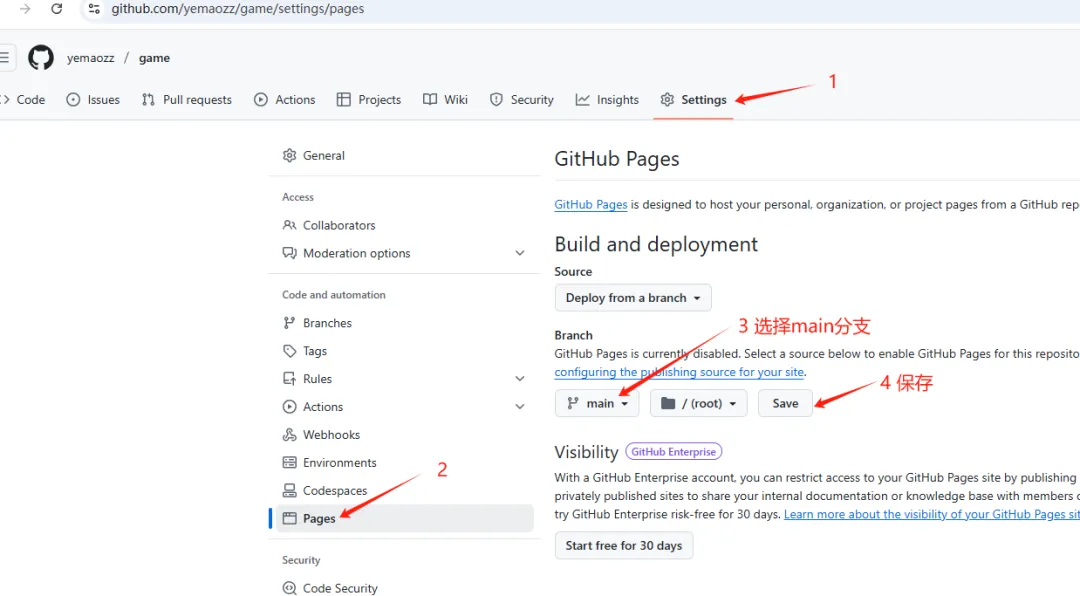 github.com/yemaozz/game/settings/pages
yemaozz / game
Code Issues Pull requests Actions Projects Wiki Security Insights Settings
1
General
Access
Collaborators
Moderation options
Code and automation
Branches
Tags
Rules
Actions
Webhooks
Environments
Codespaces
Pages
2
Security
Code Security
GitHub Pages
GitHub Pages is designed to host your personal, organization, or project pages from a GitHub rep
Build and deployment
Source
Deploy from a branch
3 选择main分支
Branch
GitHub Pages is currently disabled. Select a source below to enable GitHub Pages for this reposito
configuring the publishing source for your site.
4 保存
main / (root) Save
Visibility GitHub Enterprise
With a GitHub Enterprise account, you can restrict access to your GitHub Pages site by publishing
privately published sites to share your internal documentation or knowledge base with members o
try GitHub Enterprise risk-free for 30 days. Learn more about the visibility of your GitHub Pages sit
Start free for 30 days